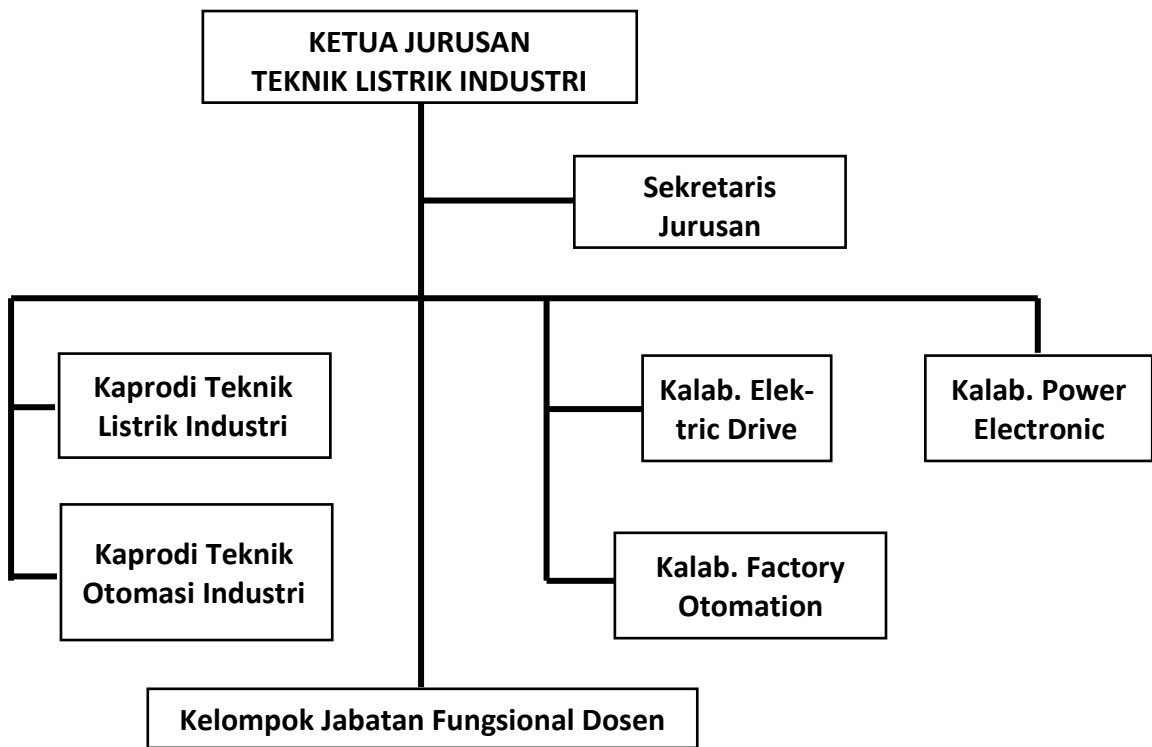 KETUA JURUSAN
TEKNIK LISTRIK INDUSTRI
Sekretaris
Jurusan
Kaprodi Teknik
Listrik Industri
Kalab. Elek-
tric Drive
Kalab. Power
Electronic
Kaprodi Teknik
Otomasi Industri
Kalab. Factory
Otomation
Kelompok Jabatan Fungsional Dosen